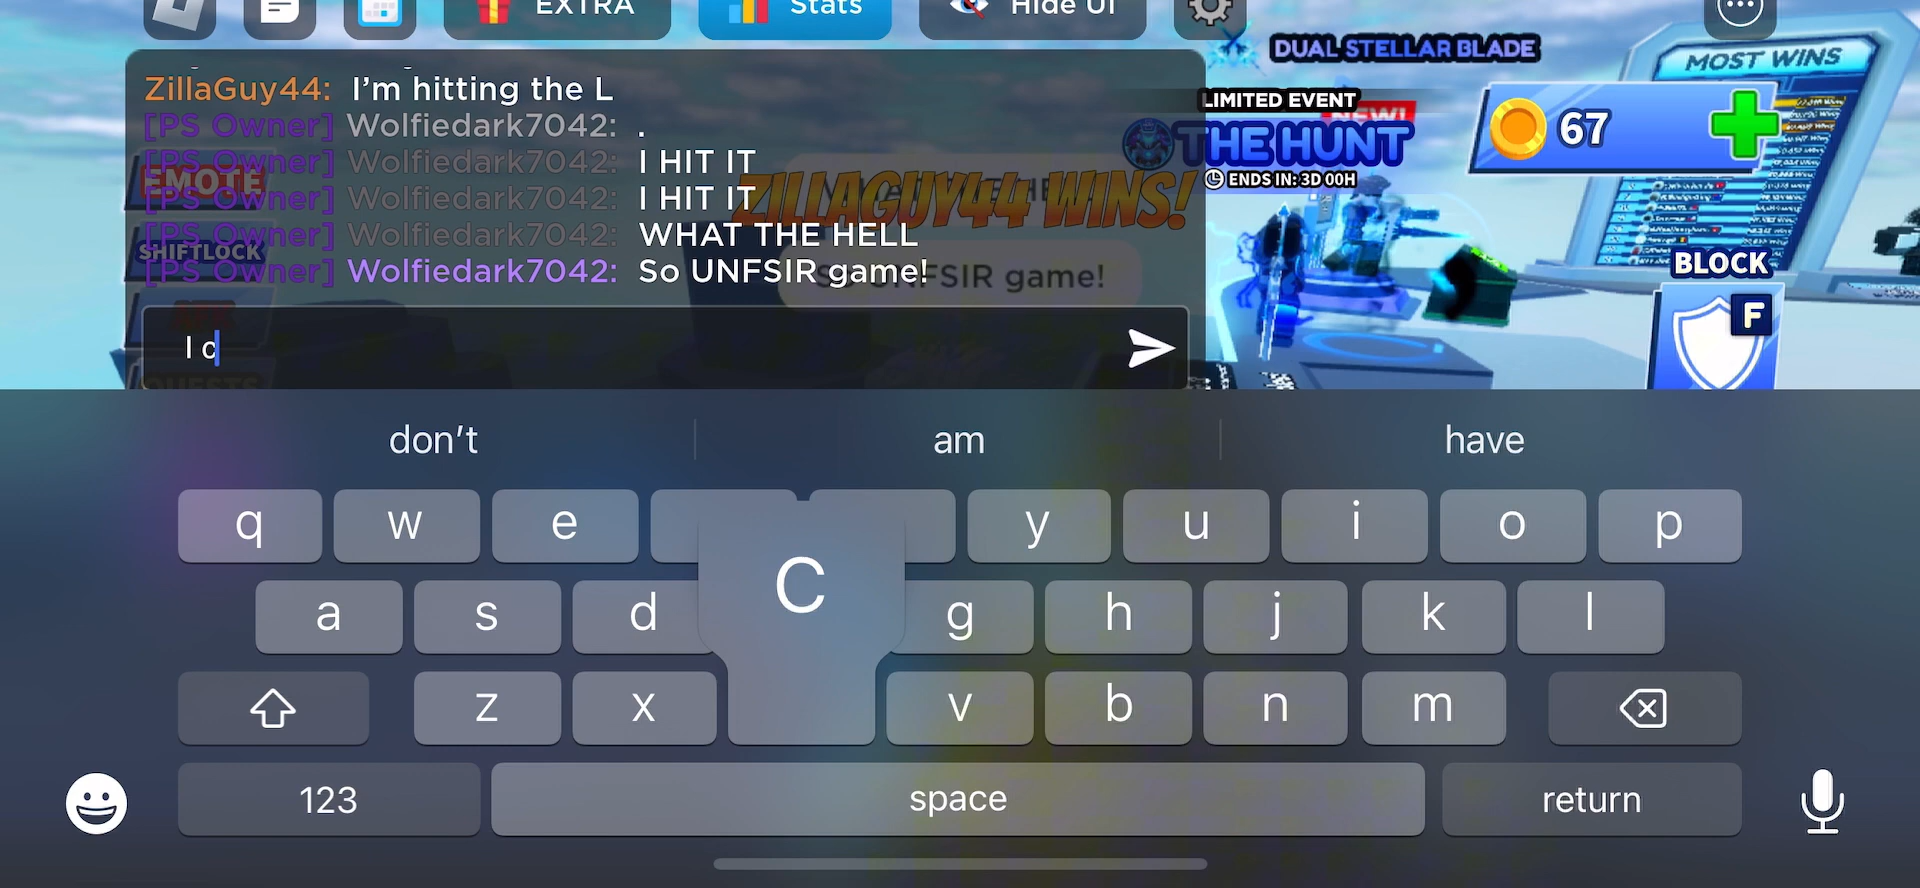 EXTRA
Stats
Hide UI
ZillaGuy44: I'm hitting the L
[PS Owner] Wolfiedark7042: .
[PS Owner] Wolfiedark7042: I HIT IT
[PS Owner] Wolfiedark7042: I HIT IT
[PS Owner] Wolfiedark7042: WHAT THE HELL
[PS Owner] Wolfiedark7042: So UNFSIR game!
EMOTE
SHIFTLOCK
QUESTS
ZILLAGUY44 WINS!
UNFSIR game!
I c
DUAL STELLAR BLADE
LIMITED EVENT
NEW!
THE HUNT
ENDS IN: 3D 00H
67
MOST WINS
BLOCK
F
don't am have
q w e y u i o p
C
a s d g h j k l
z x v b n m
123 space return